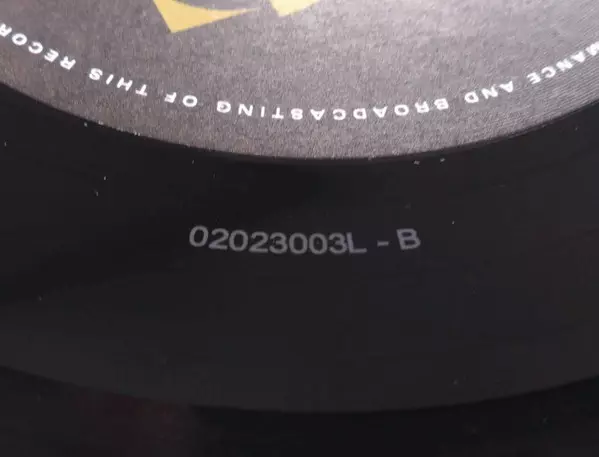 MANCE AND BROADCASTING OF THIS RECOR
02023003L - B